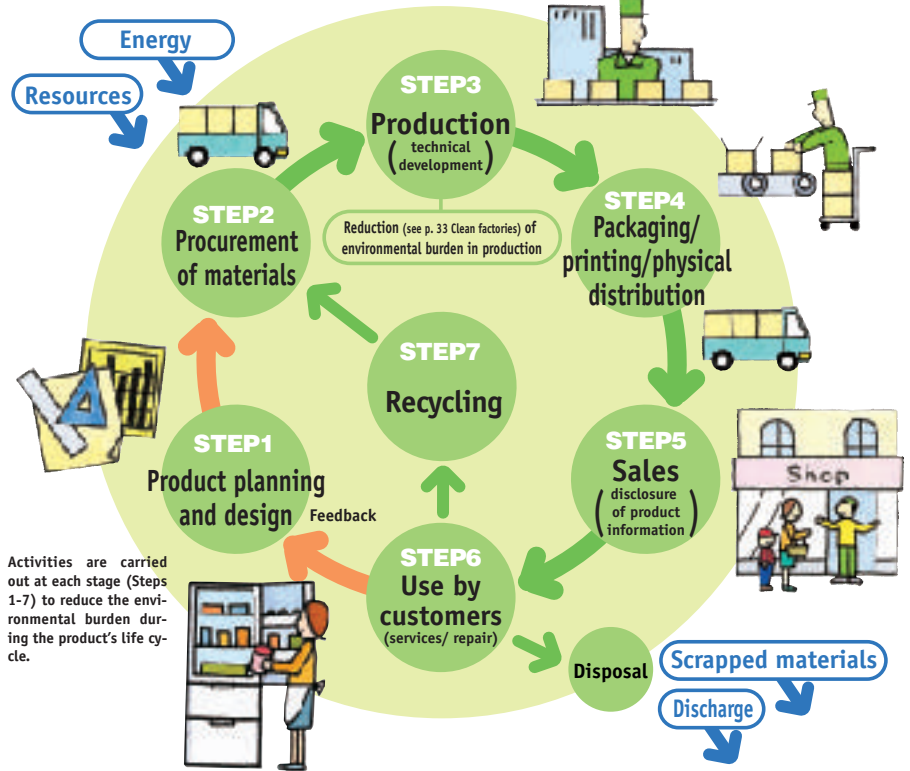 Energy
Resources
STEP3
Production
(technical
development)
Reduction (see p. 33 Clean factories) of
environmental burden in production
STEP2
Procurement
of materials
STEP4
Packaging/
printing/physical
distribution
STEP7
Recycling
STEP1
Product planning
and design
Feedback
STEP5
Sales
(disclosure
of product
information)
Shop
STEP6
Use by
customers
(services/ repair)
Activities are carried
out at each stage (Steps
1-7) to reduce the envi-
ronmental burden dur-
ing the product's life cy-
cle.
Disposal
Scrapped materials
Discharge